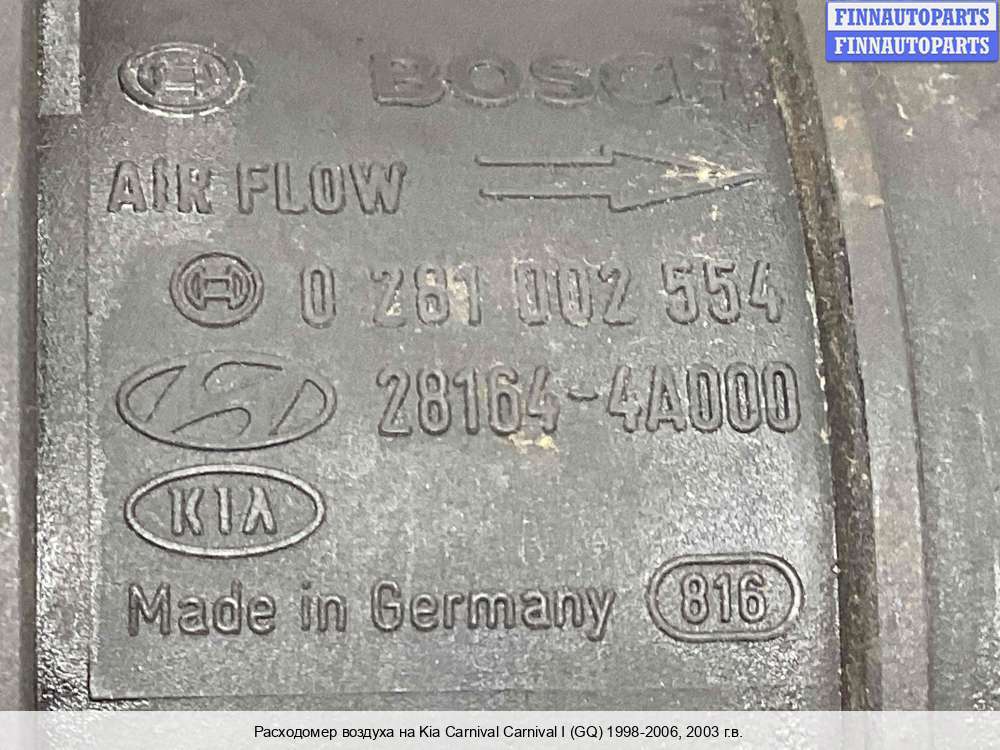 FINNAUTOPARTS
FINNAUTOPARTS
BOSCH
AIR FLOW
0 281 002 554
28164-4A000
KIA
Made in Germany 816
Расходомер воздуха на Kia Carnival Carnival I (GQ) 1998-2006, 2003 г.в.